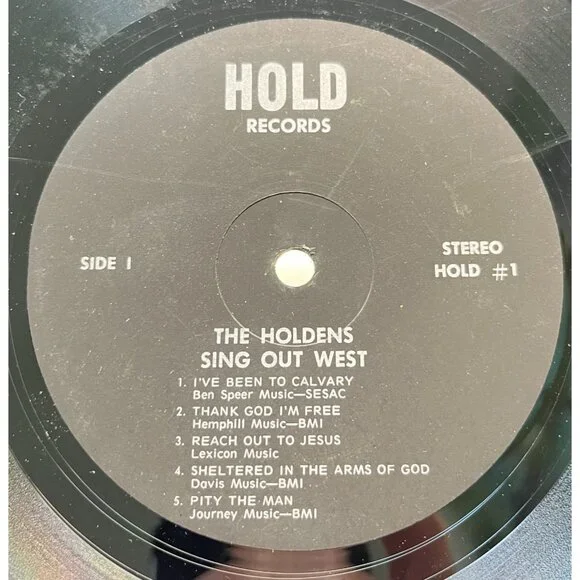 HOLD
RECORDS
SIDE 1
STEREO
HOLD #1
THE HOLDENS
SING OUT WEST
1. I'VE BEEN TO CALVARY
Ben Speer Music—SESAC
2. THANK GOD I'M FREE
Hemphill Music—BMI
3. REACH OUT TO JESUS
Lexicon Music
4. SHELTERED IN THE ARMS OF GOD
Davis Music—BMI
5. PITY THE MAN
Journey Music—BMI